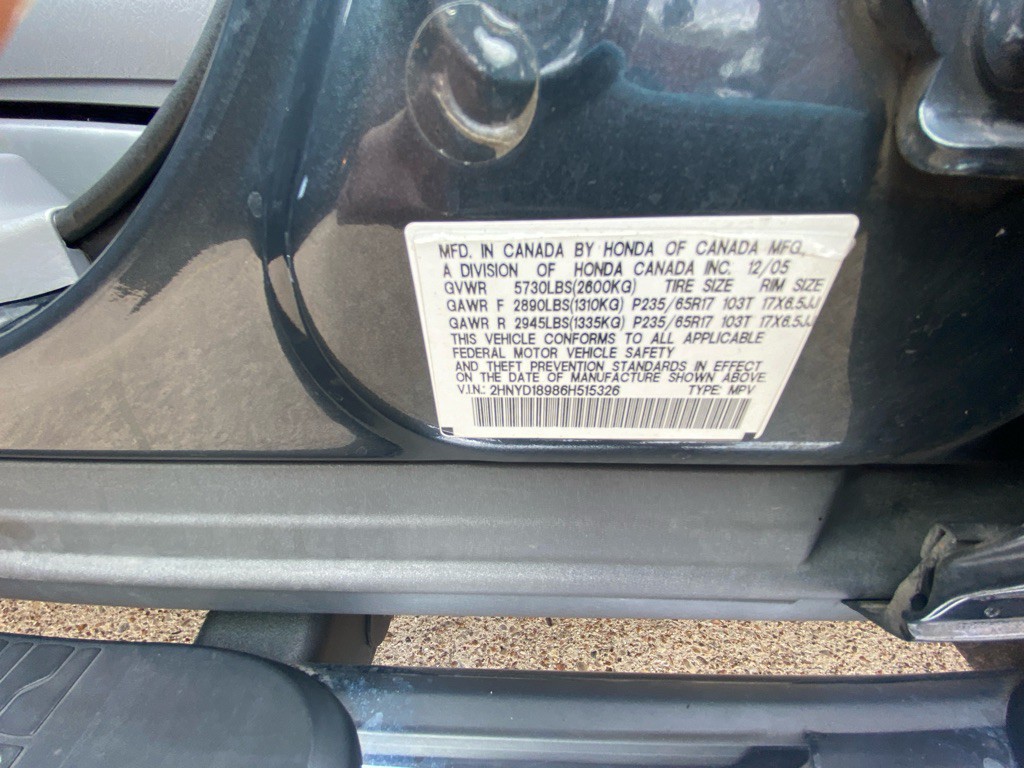 MFD. IN CANADA BY HONDA OF CANADA MFG.,
A DIVISION OF HONDA CANADA INC. 12/05
GVWR 5730LBS(2600KG) TIRE SIZE RIM SIZE
GAWR F 2890LBS(1310KG) P235/65R17 103T 17X6.5JJ
GAWR R 2945LBS(1335KG) P235/65R17 103T 17X6.5JJ
THIS VEHICLE CONFORMS TO ALL APPLICABLE
FEDERAL MOTOR VEHICLE SAFETY
AND THEFT PREVENTION STANDARDS IN EFFECT
ON THE DATE OF MANUFACTURE SHOWN ABOVE.
V.I.N.: 2HNYD18986H515326 TYPE: MPV